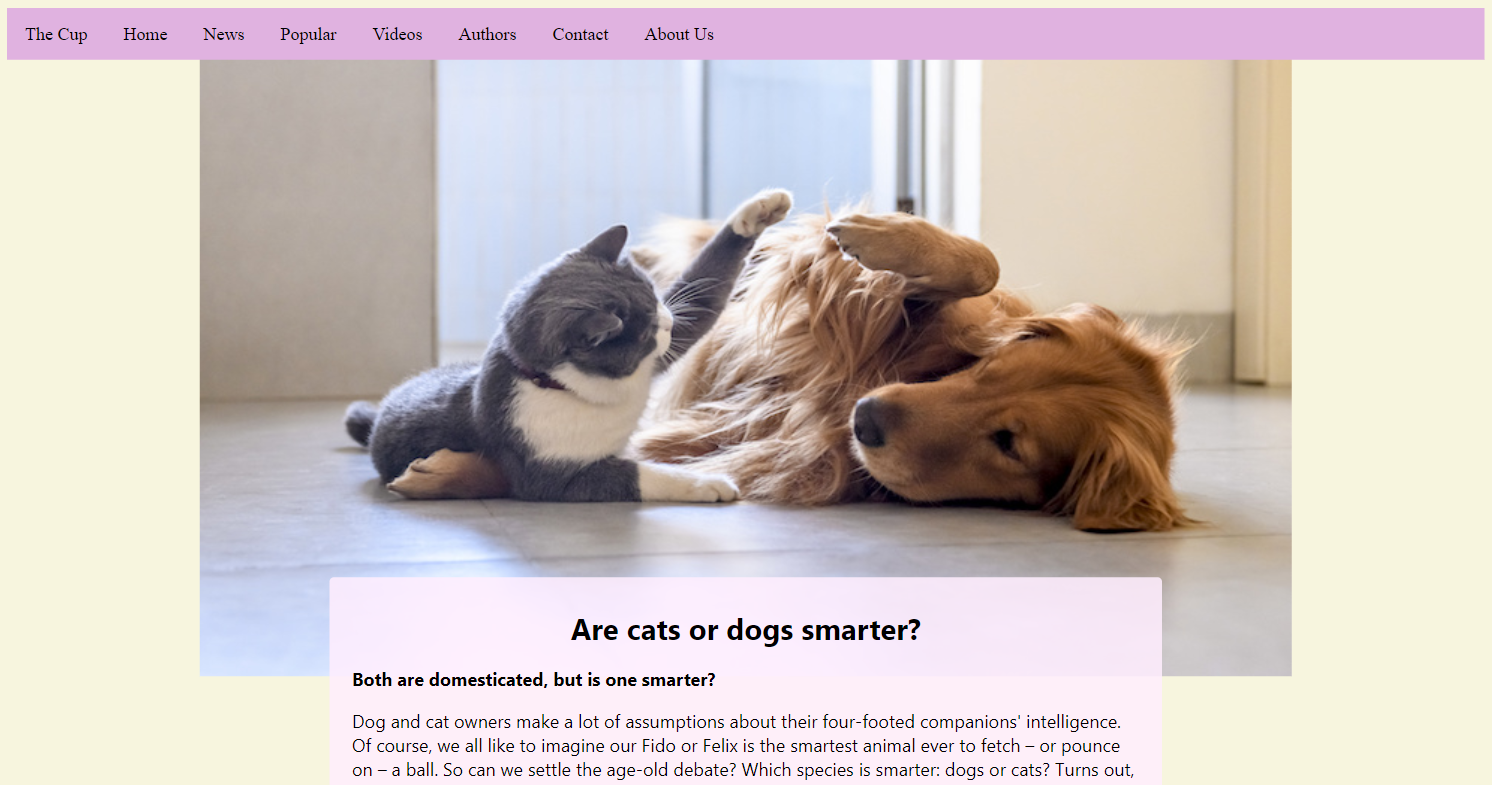 The Cup Home News Popular Videos Authors Contact About Us
Are cats or dogs smarter?
Both are domesticated, but is one smarter?
Dog and cat owners make a lot of assumptions about their four-footed companions' intelligence.
Of course, we all like to imagine our Fido or Felix is the smartest animal ever to fetch – or pounce
on – a ball. So can we settle the age-old debate? Which species is smarter: dogs or cats? Turns out,